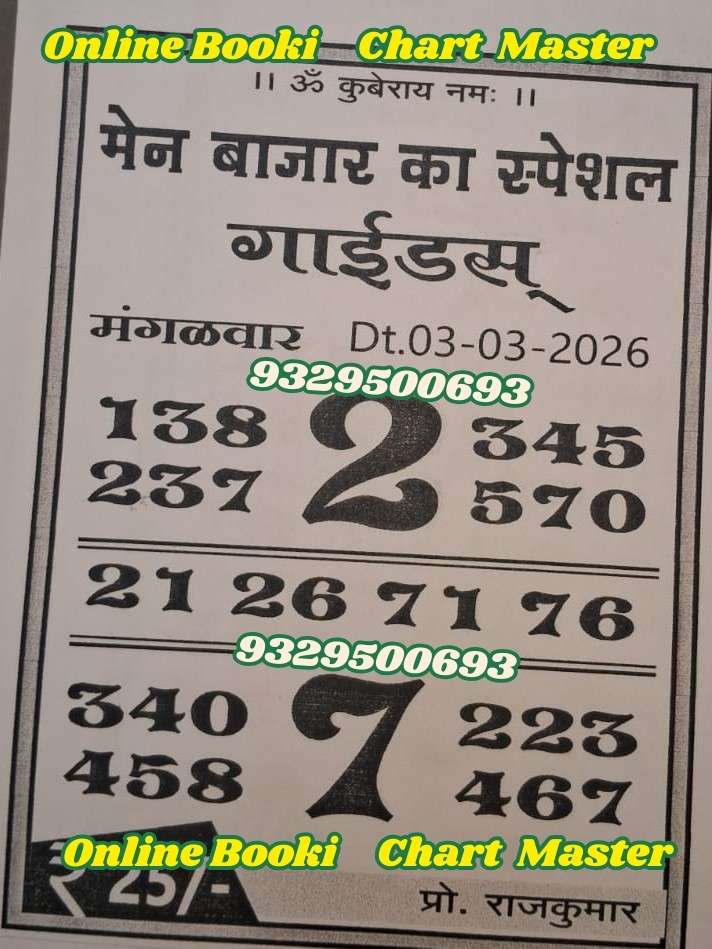 Online Booki Chart Master
।। ॐ कुबेराय नमः ।।
मेन बाजार का स्पेशल
गाईडस्
मंगळवार Dt.03-03-2026
9329500693
138 2 345
237 570
21 26 71 76
9329500693
340 7 223
458 467
Online Booki Chart Master
₹ 25/-
प्रो. राजकुमार